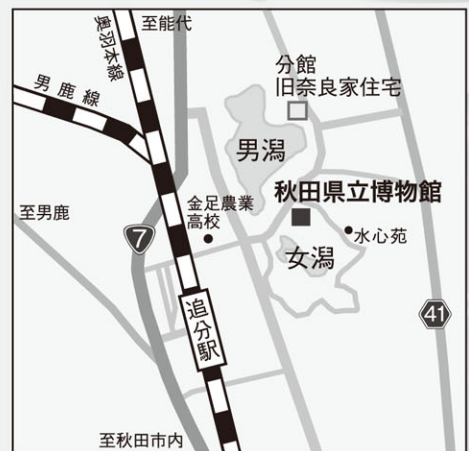 至能代
奥羽本線
男鹿線
分館
旧奈良家住宅
男潟
至男鹿
金足農業
高校
秋田県立博物館
7
水心苑
女潟
追分駅
41
至秋田市内